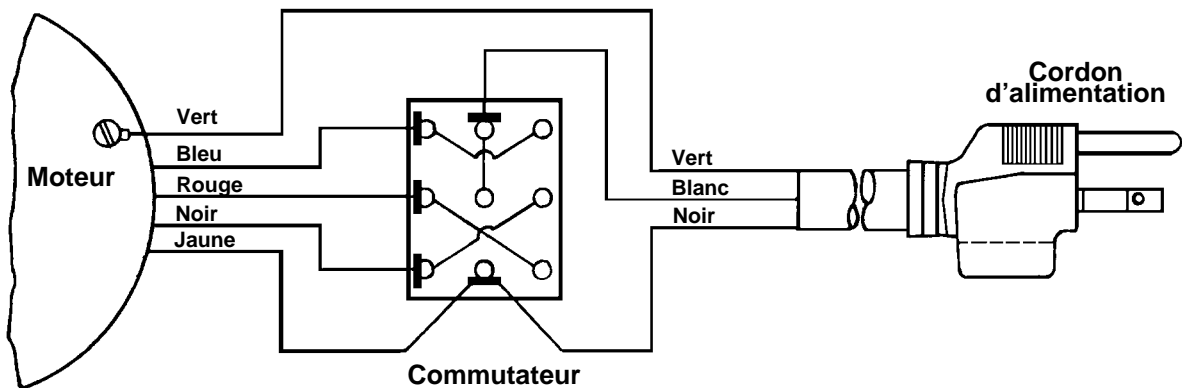 Cordon
d’alimentation
Vert
Bleu
Moteur
Rouge
Noir
Jaune
Vert
Blanc
Noir
Commutateur